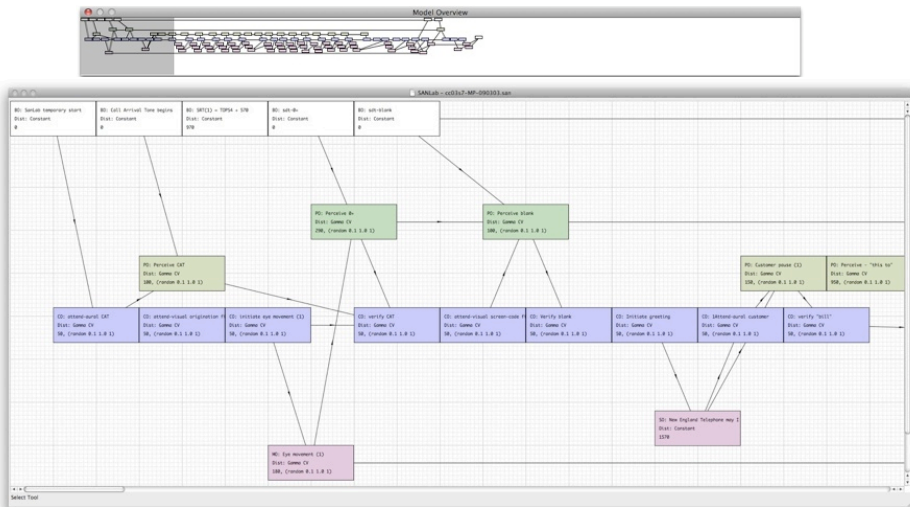 Model Overview
SANLab - cc03s7-MP-090303.san
BO: SanLab temporary start
Dist: Constant
0
BO: Call Arrival Tone begins
Dist: Constant
0
BO: SRT(1) = TOPS4 = 570
Dist: Constant
970
BO: sdt-0+
Dist: Constant
0
BO: sdt-blank
Dist: Constant
0
PO: Perceive 0+
Dist: Gamma CV
290, (random 0.1 1.0 1)
PO: Perceive blank
Dist: Gamma CV
100, (random 0.1 1.0 1)
PO: Perceive CAT
Dist: Gamma CV
100, (random 0.1 1.0 1)
PO: Customer pause (1)
Dist: Gamma CV
150, (random 0.1 1.0 1)
PO: Perceive - "this to"
Dist: Gamma CV
950, (random 0.1 1.0 1)
CO: attend-aural CAT
Dist: Gamma CV
50, (random 0.1 1.0 1)
CO: attend-visual origination
Dist: Gamma CV
50, (random 0.1 1.0 1)
CO: initiate eye movement (1)
Dist: Gamma CV
50, (random 0.1 1.0 1)
CO: verify CAT
Dist: Gamma CV
50, (random 0.1 1.0 1)
CO: attend-visual screen-code
Dist: Gamma CV
50, (random 0.1 1.0 1)
CO: Verify blank
Dist: Gamma CV
50, (random 0.1 1.0 1)
CO: Initiate greeting
Dist: Gamma CV
50, (random 0.1 1.0 1)
CO: 1Attend-aural customer
Dist: Gamma CV
50, (random 0.1 1.0 1)
CO: verify "bill"
Dist: Gamma CV
50, (random 0.1 1.0 1)
SO: New England Telephone may I
Dist: Constant
1570
MO: Eye movement (1)
Dist: Gamma CV
180, (random 0.1 1.0 1)
Select Tool